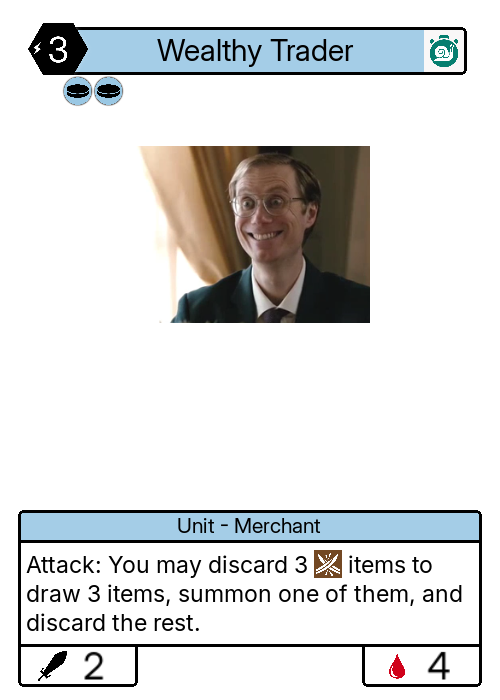 3 Wealthy Trader
Unit - Merchant
Attack: You may discard 3 items to
draw 3 items, summon one of them, and
discard the rest.
2 4